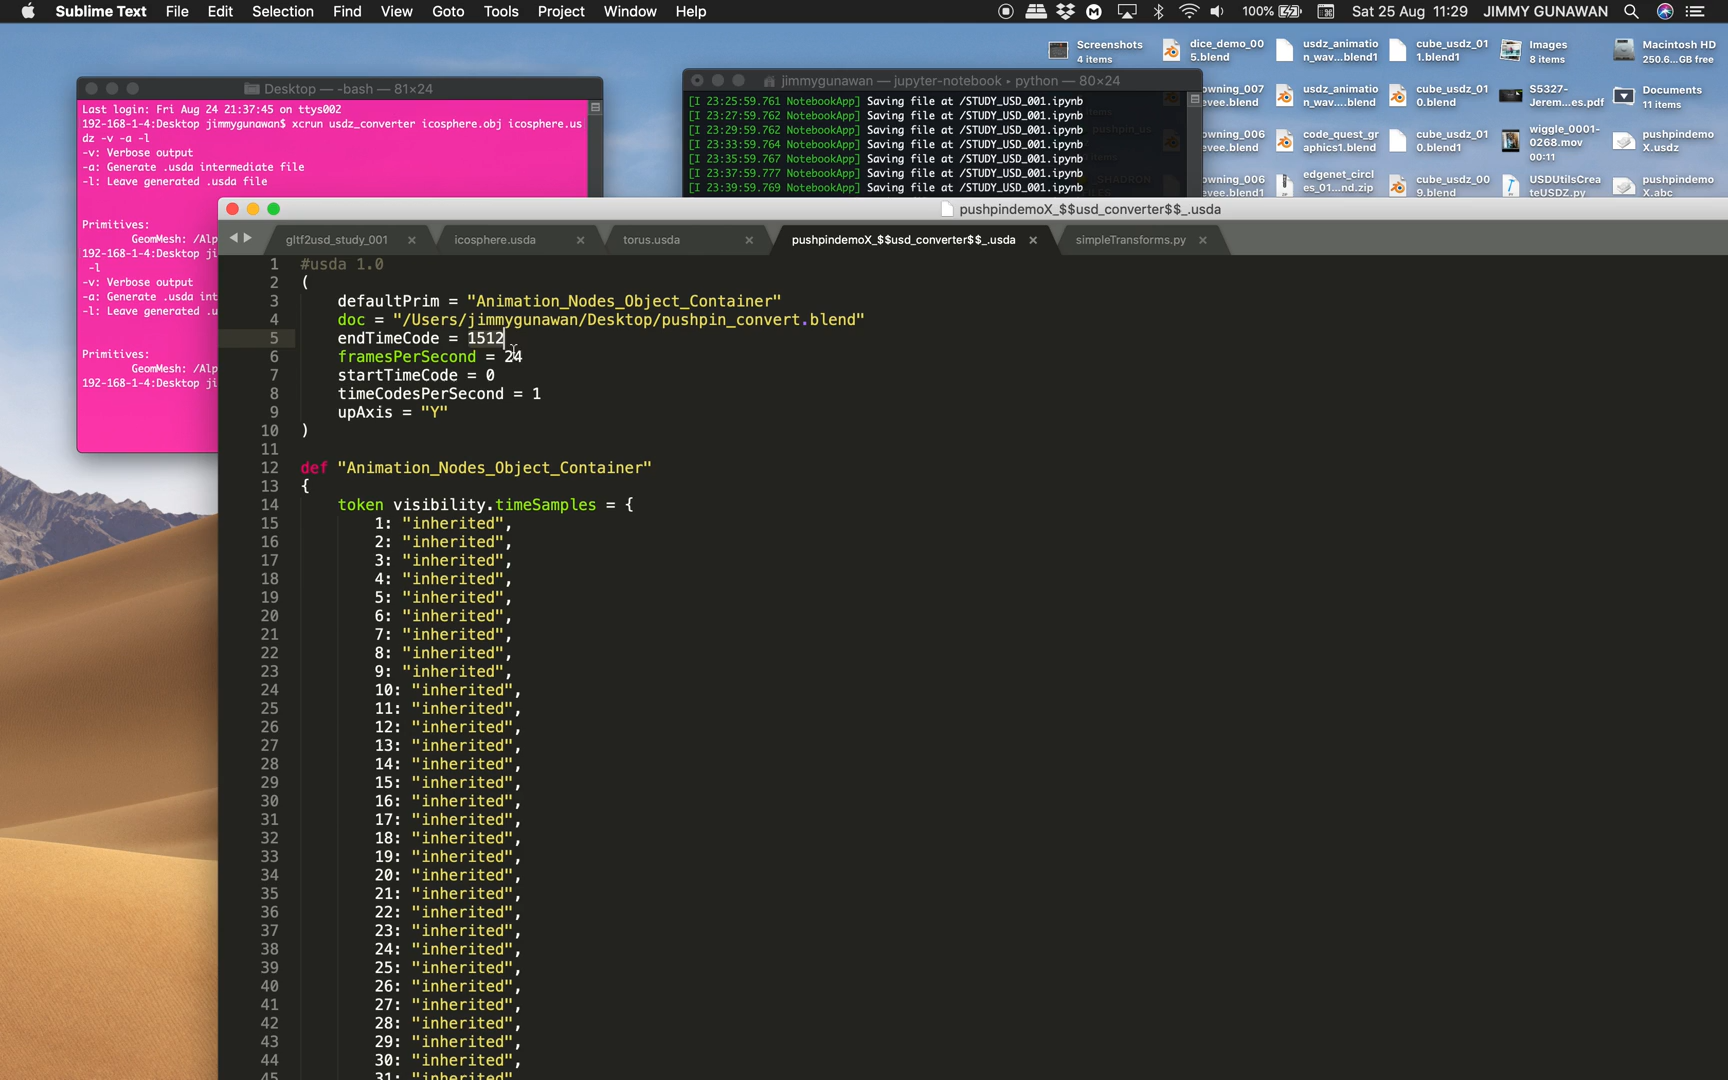 Sublime Text File Edit Selection Find View Goto Tools Project Window Help
100% Sat 25 Aug 11:29 JIMMY GUNAWAN
Screenshots
4 items
dice_demo_00
5.blend
usdz_animatio
n_wav...blend1
cube_usdz_01
1.blend1
Images
8 items
Macintosh HD
250.6...GB free
owning_007
evee.blend
usdz_animatio
n_wav...blend
cube_usdz_01
0.blend
S5327-
Jerem...es.pdf
Documents
11 items
owning_006
evee.blend
code_quest_gr
aphics1.blend
cube_usdz_01
0.blend1
wiggle_0001-
0268.mov
00:11
pushpindemo
X.usdz
owning_006
evee.blend1
edgenet_circl
es_01...nd.zip
cube_usdz_00
9.blend
USDUtilsCrea
teUSDZ.py
pushpindemo
X.abc
Desktop — -bash — 81×24
Last login: Fri Aug 24 21:37:45 on ttys002
192-168-1-4:Desktop jimmygunawan$ xcrun usdz_converter icosphere.obj icosphere.us
dz -v -a -l
-v: Verbose output
-a: Generate .usda intermediate file
-l: Leave generated .usda file
Primitives:
GeomMesh: /Alp
192-168-1-4:Desktop ji
-l
-v: Verbose output
-a: Generate .usda int
-l: Leave generated .u
Primitives:
GeomMesh: /Alp
192-168-1-4:Desktop ji
jimmygunawan — jupyter-notebook • python — 80×24
[I 23:25:59.761 NotebookApp] Saving file at /STUDY_USD_001.ipynb
[I 23:27:59.762 NotebookApp] Saving file at /STUDY_USD_001.ipynb
[I 23:29:59.762 NotebookApp] Saving file at /STUDY_USD_001.ipynb
[I 23:33:59.764 NotebookApp] Saving file at /STUDY_USD_001.ipynb
[I 23:35:59.767 NotebookApp] Saving file at /STUDY_USD_001.ipynb
[I 23:37:59.777 NotebookApp] Saving file at /STUDY_USD_001.ipynb
[I 23:39:59.769 NotebookApp] Saving file at /STUDY_USD_001.ipynb
pushpindemoX_$$usd_converter$$_.usda
gltf2usd_study_001 icosphere.usda torus.usda pushpindemoX_$$usd_converter$$_.usda simpleTransforms.py
1 #usda 1.0
2 (
3 defaultPrim = "Animation_Nodes_Object_Container"
4 doc = "/Users/jimmygunawan/Desktop/pushpin_convert.blend"
5 endTimeCode = 1512
6 framesPerSecond = 24
7 startTimeCode = 0
8 timeCodesPerSecond = 1
9 upAxis = "Y"
10 )
11
12 def "Animation_Nodes_Object_Container"
13 {
14 token visibility.timeSamples = {
15 1: "inherited",
16 2: "inherited",
17 3: "inherited",
18 4: "inherited",
19 5: "inherited",
20 6: "inherited",
21 7: "inherited",
22 8: "inherited",
23 9: "inherited",
24 10: "inherited",
25 11: "inherited",
26 12: "inherited",
27 13: "inherited",
28 14: "inherited",
29 15: "inherited",
30 16: "inherited",
31 17: "inherited",
32 18: "inherited",
33 19: "inherited",
34 20: "inherited",
35 21: "inherited",
36 22: "inherited",
37 23: "inherited",
38 24: "inherited",
39 25: "inherited",
40 26: "inherited",
41 27: "inherited",
42 28: "inherited",
43 29: "inherited",
44 30: "inherited",
45 31: "inherited",